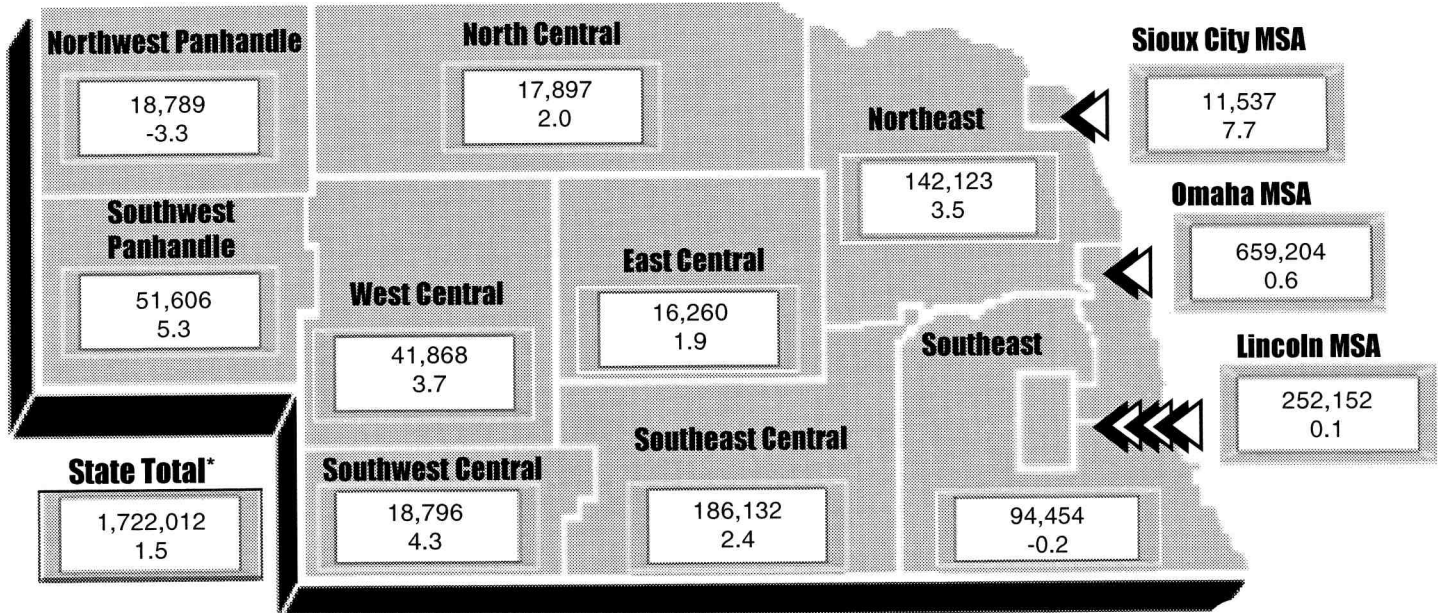 Northwest Panhandle
18,789
-3.3
North Central
17,897
2.0
Sioux City MSA
11,537
7.7
Northeast
142,123
3.5
Omaha MSA
659,204
0.6
Southwest
Panhandle
51,606
5.3
West Central
41,868
3.7
East Central
16,260
1.9
Southeast
94,454
-0.2
Lincoln MSA
252,152
0.1
State Total*
1,722,012
1.5
Southwest Central
18,796
4.3
Southeast Central
186,132
2.4